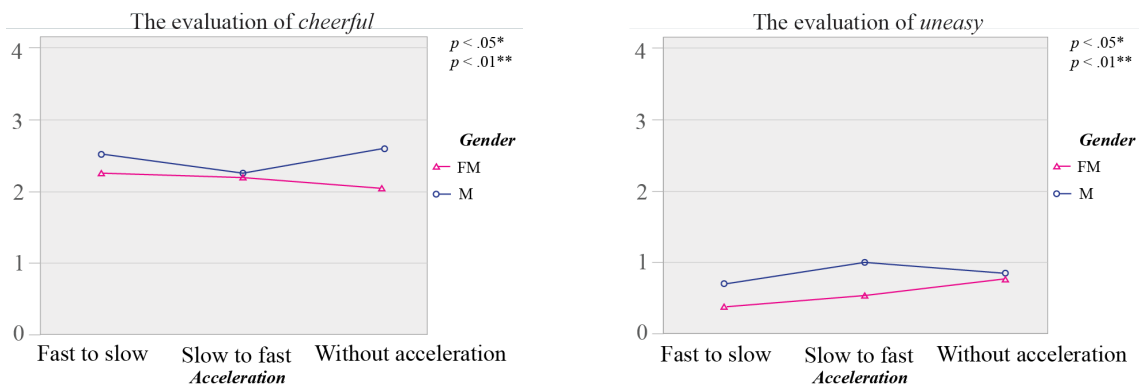 The evaluation of cheerful
p < .05*
p < .01**
4
3
2
1
0
Gender
FM
M
Fast to slow
Slow to fast
Without acceleration
Acceleration
The evaluation of uneasy
p < .05*
p < .01**
4
3
2
1
0
Gender
FM
M
Fast to slow
Slow to fast
Without acceleration
Acceleration